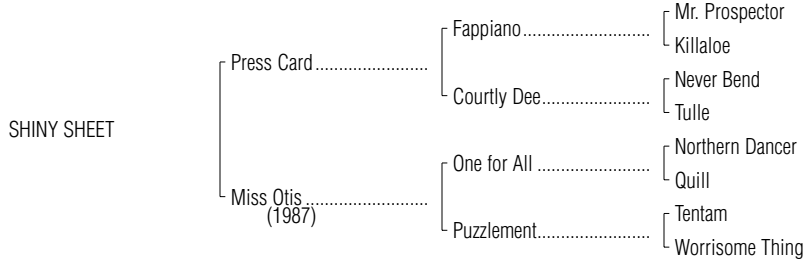 Mr. Prospector
Fappiano
Killaloe
Press Card
Never Bend
Courtly Dee
Tulle
SHINY SHEET
Northern Dancer
One for All
Quill
Miss Otis
(1987)
Tentam
Puzzlement
Worrisome Thing